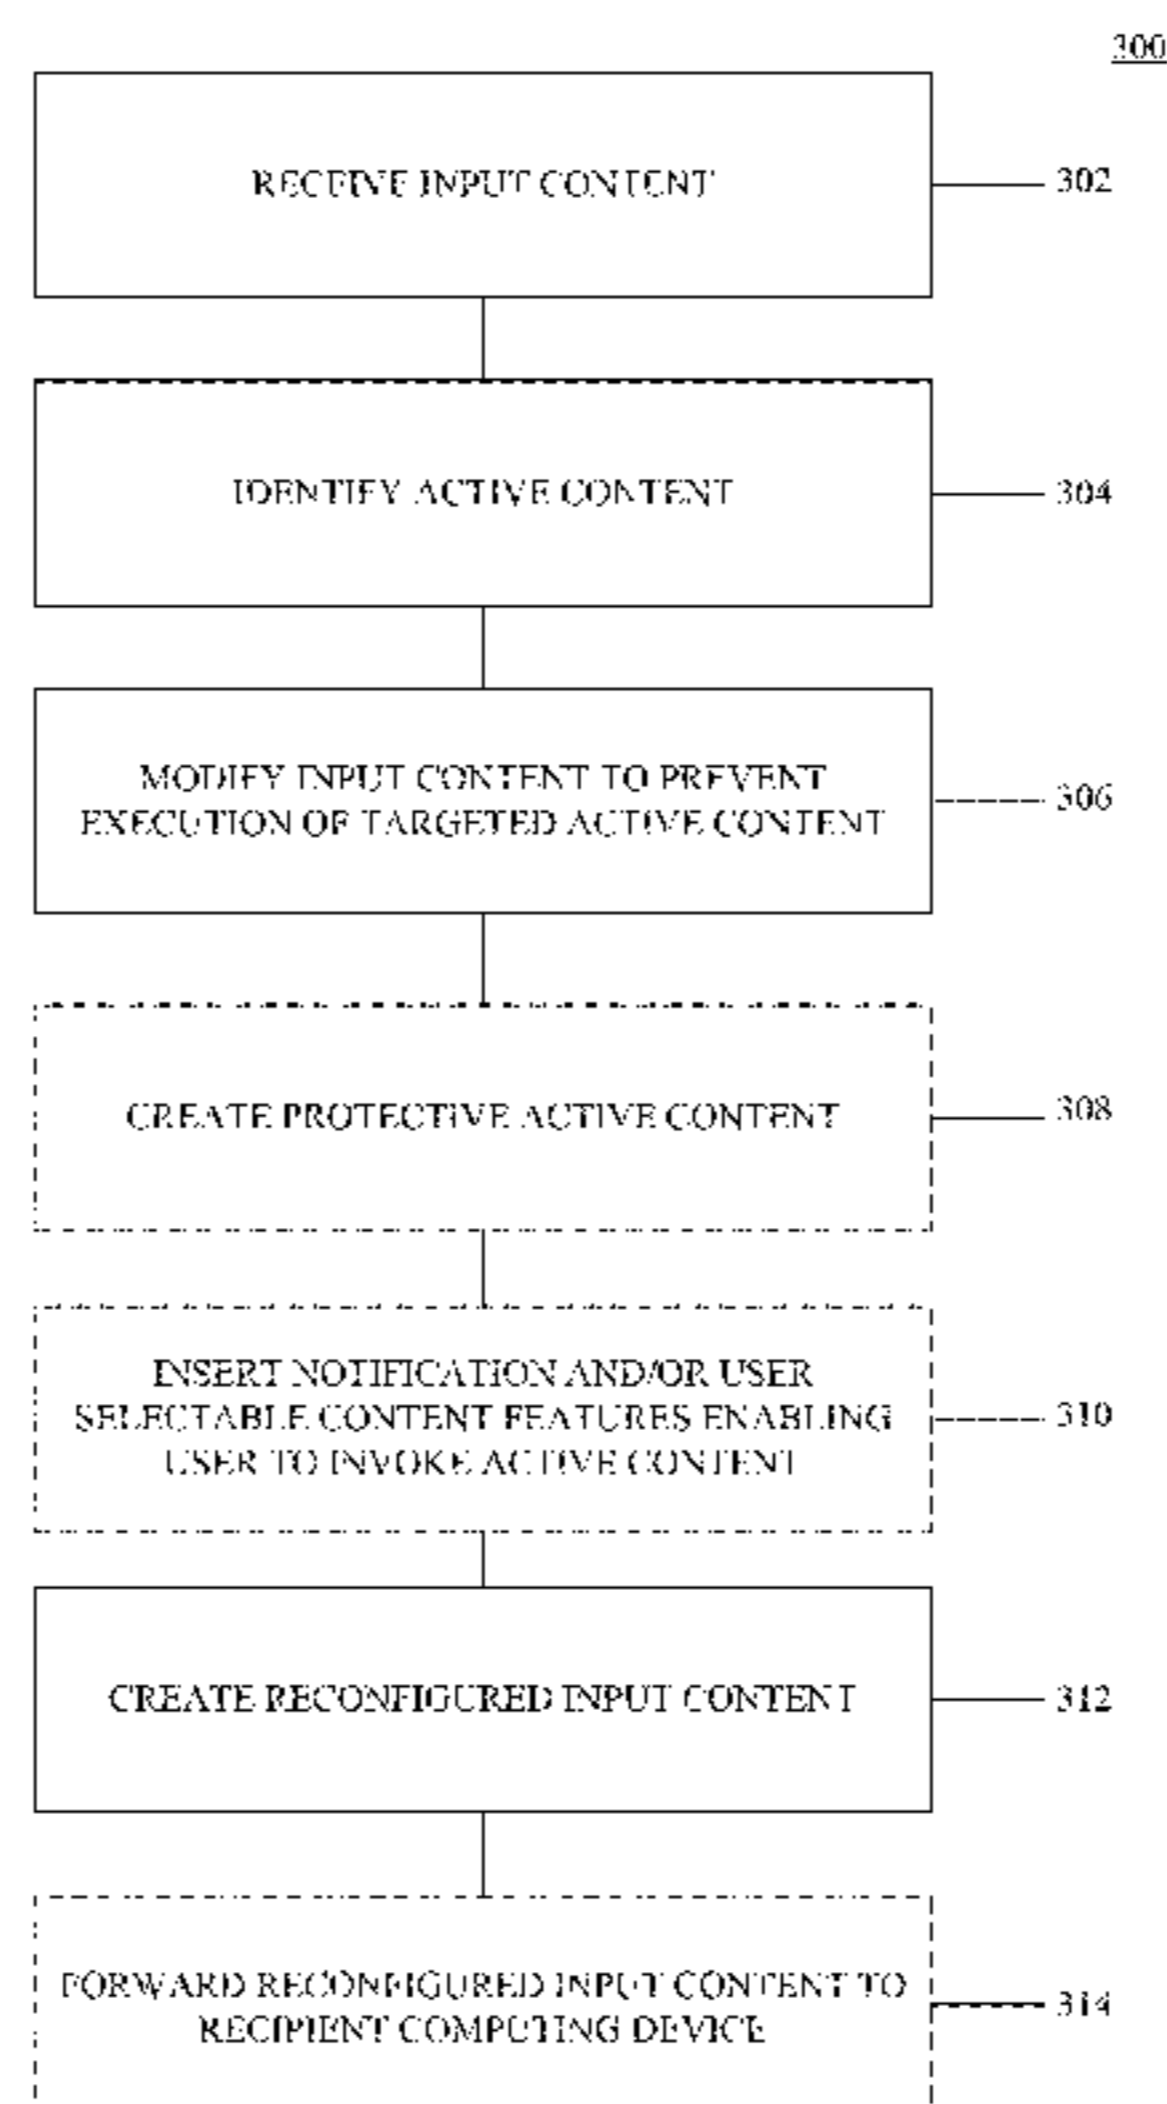 300
RECEIVE INPUT CONTENT
302
IDENTIFY ACTIVE CONTENT
304
MODIFY INPUT CONTENT TO PREVENT
EXECUTION OF TARGETED ACTIVE CONTENT
306
CREATE PROTECTIVE ACTIVE CONTENT
308
INSERT NOTIFICATION AND/OR USER
SELECTABLE CONTENT FEATURES ENABLING
USER TO INVOKE ACTIVE CONTENT
310
CREATE RECONFIGURED INPUT CONTENT
312
FORWARD RECONFIGURED INPUT CONTENT TO
RECIPIENT COMPUTING DEVICE
314